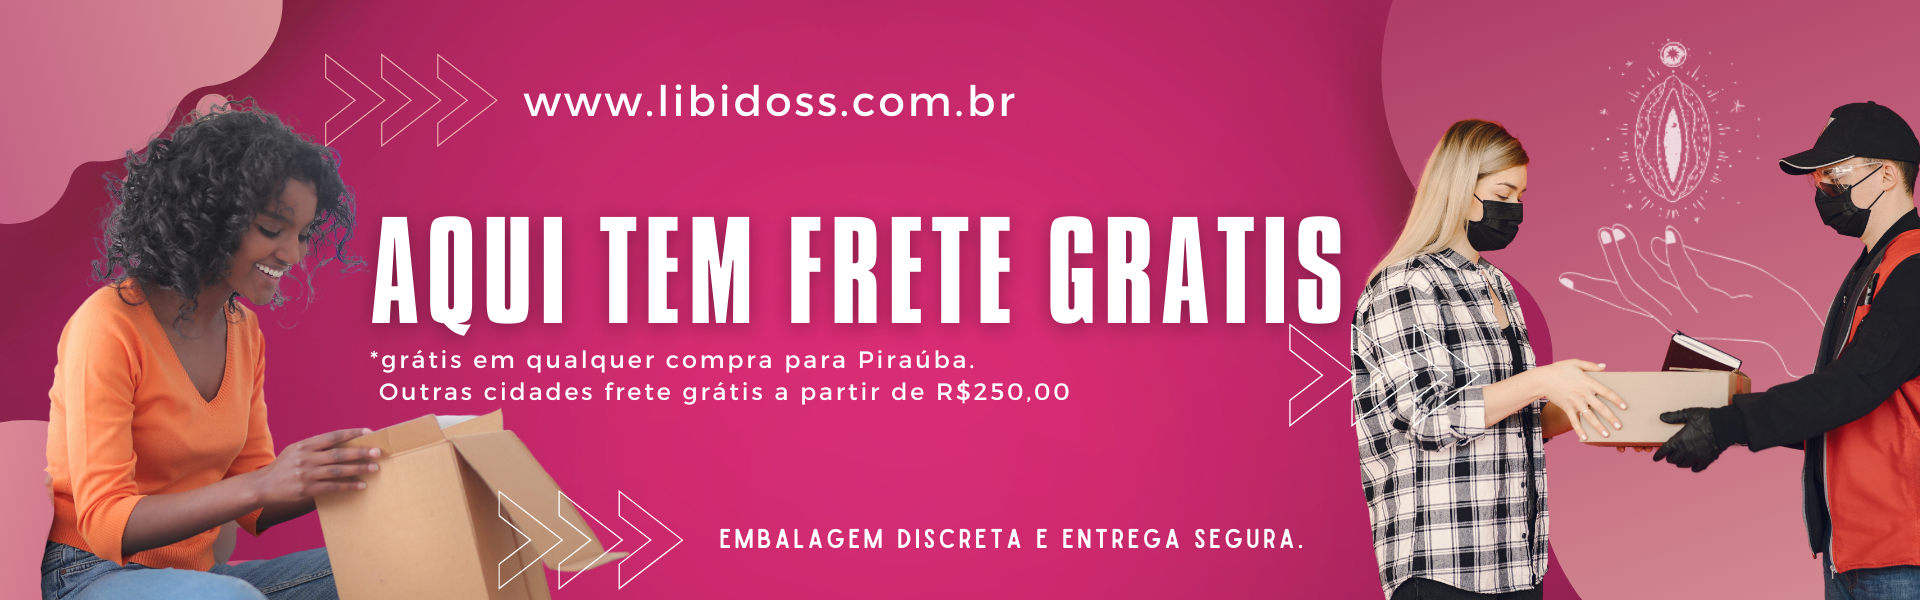 www.libidoss.com.br
AQUI TEM FRETE GRATIS
*grátis em qualquer compra para Piraúba.
Outras cidades frete grátis a partir de R$250,00
EMBALAGEM DISCRETA E ENTREGA SEGURA.